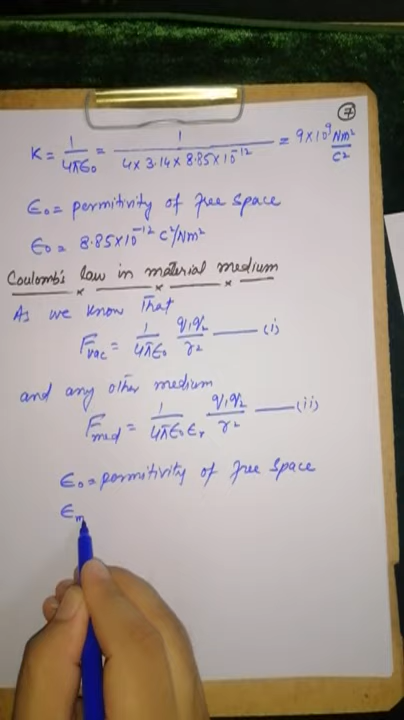 7
K = 1/4πϵ₀ = 1/4 x 3.14 x 8.85 x 10⁻¹² = 9 x 10⁹ Nm²/C²
ϵ₀ = permitivity of free space
ϵ₀ = 8.85 x 10⁻¹² C²/Nm²
Coulomb's law in material medium
As we know that
F_vac = 1/4πϵ₀ q₁q₂/r² —— (i)
and any other medium
F_med = 1/4πϵ₀ϵᵣ q₁q₂/r² —— (ii)
ϵ₀ = permitivity of free space
ϵₘ